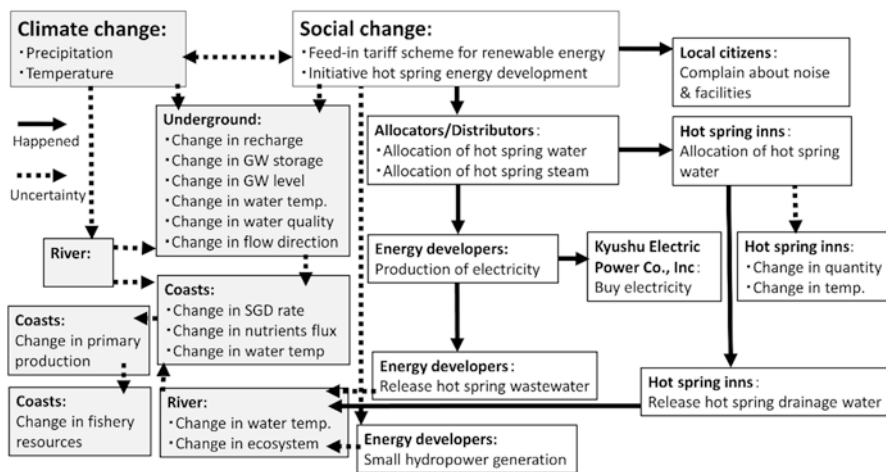 Climate change:
・Precipitation
・Temperature
Social change:
・Feed-in tariff scheme for renewable energy
・Initiative hot spring energy development
Local citizens：
Complain about noise
& facilities
Happened
Uncertainty
Underground:
・Change in recharge
・Change in GW storage
・Change in GW level
・Change in water temp.
・Change in water quality
・Change in flow direction
Allocators/Distributors：
・Allocation of hot spring water
・Allocation of hot spring steam
Hot spring inns：
Allocation of hot spring
water
River:
Energy developers:
Production of electricity
Kyushu Electric
Power Co., Inc：
Buy electricity
Hot spring inns：
・Change in quantity
・Change in temp.
Coasts:
・Change in SGD rate
・Change in nutrients flux
・Change in water temp
Coasts:
Change in primary
production
Energy developers:
Release hot spring wastewater
Hot spring inns：
Release hot spring drainage water
Coasts:
Change in fishery
resources
River:
・Change in water temp.
・Change in ecosystem
Energy developers:
Small hydropower generation